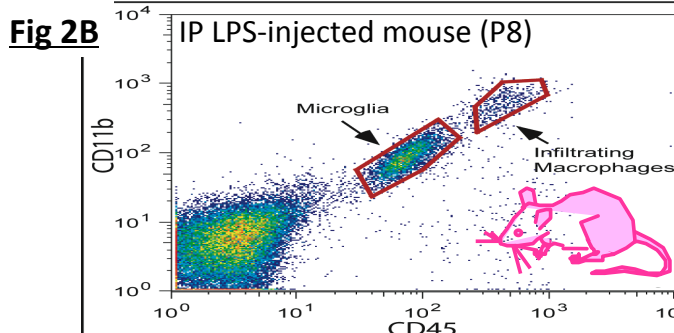 Fig 2B
IP LPS-injected mouse (P8)
10⁴
10³
10²
10¹
10⁰
CD11b
Microglia
Infiltrating
Macrophages
10⁰ 10¹ 10² 10³
CD45